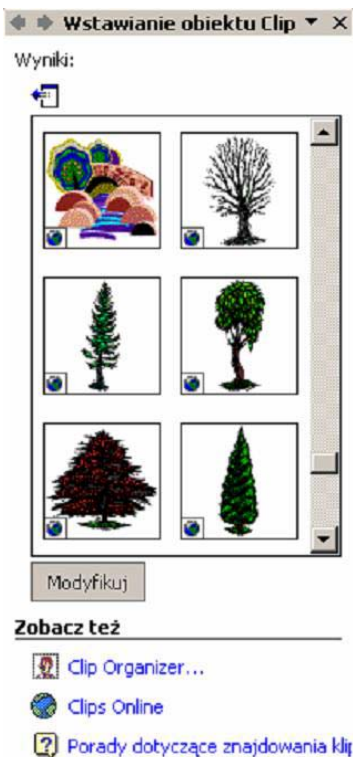 Wstawianie obiektu Clip
Wyniki:
Modyfikuj
Zobacz też
Clip Organizer...
Clips Online
Porady dotyczące znajdowania klip